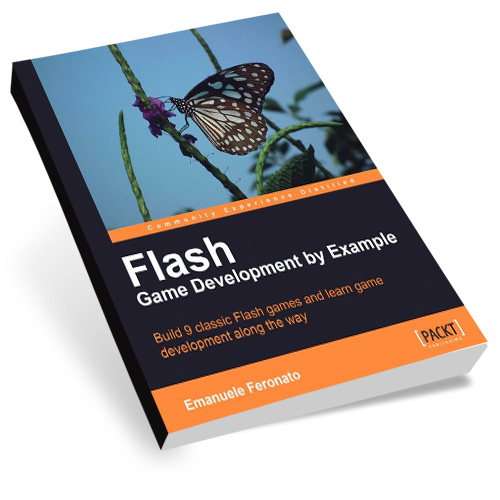 Community Experience Distilled
Flash
Game Development by Example
Build 9 classic Flash games and learn game
development along the way
[PACKT]
PUBLISHING
Emanuele Feronato